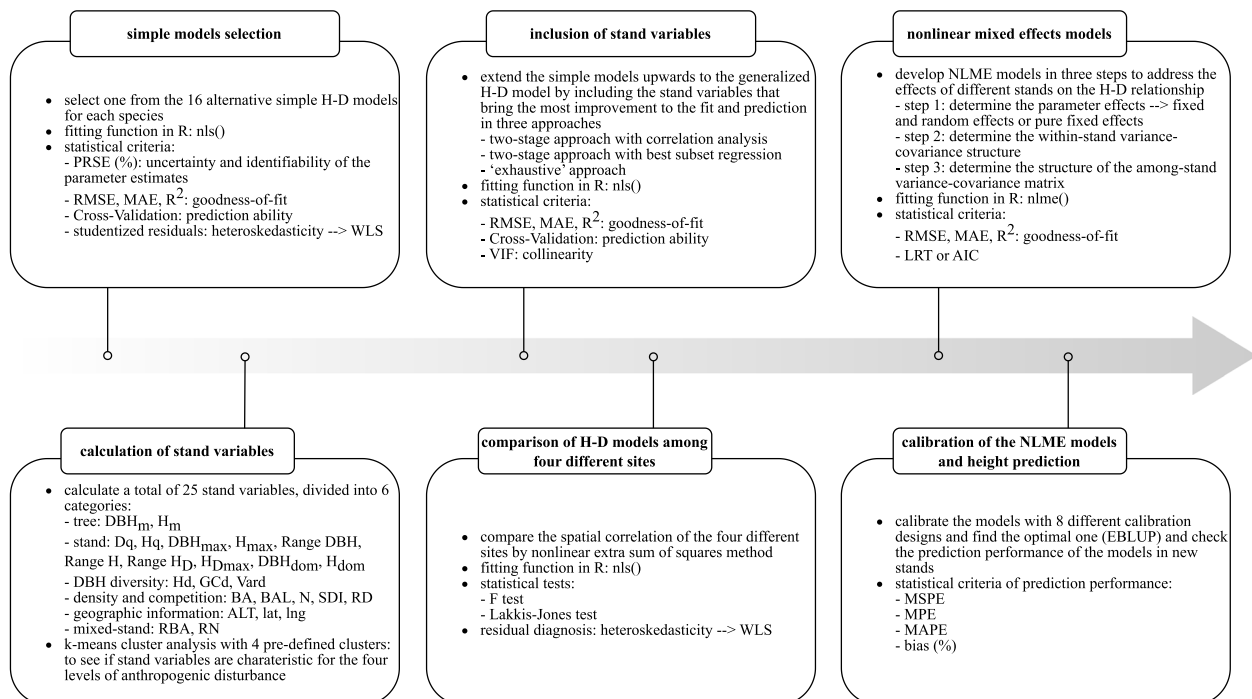 simple models selection
• select one from the 16 alternative simple H-D models
for each species
• fitting function in R: nls()
• statistical criteria:
- PRSE (%): uncertainty and identifiability of the
parameter estimates
- RMSE, MAE, R²: goodness-of-fit
- Cross-Validation: prediction ability
- studentized residuals: heteroskedasticity --> WLS
inclusion of stand variables
• extend the simple models upwards to the generalized
H-D model by including the stand variables that
bring the most improvement to the fit and prediction
in three approaches
- two-stage approach with correlation analysis
- two-stage approach with best subset regression
- ‘exhaustive’ approach
• fitting function in R: nls()
• statistical criteria:
- RMSE, MAE, R²: goodness-of-fit
- Cross-Validation: prediction ability
- VIF: collinearity
nonlinear mixed effects models
• develop NLME models in three steps to address the
effects of different stands on the H-D relationship
- step 1: determine the parameter effects --> fixed
and random effects or pure fixed effects
- step 2: determine the within-stand variance-
covariance structure
- step 3: determine the structure of the among-stand
variance-covariance matrix
• fitting function in R: nlme()
• statistical criteria:
- RMSE, MAE, R²: goodness-of-fit
- LRT or AIC
calculation of stand variables
• calculate a total of 25 stand variables, divided into 6
categories:
- tree: DBHm, Hm
- stand: Dq, Hq, DBHmax, Hmax, Range DBH,
Range H, Range HD, HDmax, DBHdom, Hdom
- DBH diversity: Hd, GCd, Vard
- density and competition: BA, BAL, N, SDI, RD
- geographic information: ALT, lat, lng
- mixed-stand: RBA, RN
• k-means cluster analysis with 4 pre-defined clusters:
to see if stand variables are charateristic for the four
levels of anthropogenic disturbance
comparison of H-D models among
four different sites
• compare the spatial correlation of the four different
sites by nonlinear extra sum of squares method
• fitting function in R: nls()
• statistical tests:
- F test
- Lakkis-Jones test
• residual diagnosis: heteroskedasticity --> WLS
calibration of the NLME models
and height prediction
• calibrate the models with 8 different calibration
designs and find the optimal one (EBLUP) and check
the prediction performance of the models in new
stands
• statistical criteria of prediction performance:
- MSPE
- MPE
- MAPE
- bias (%)